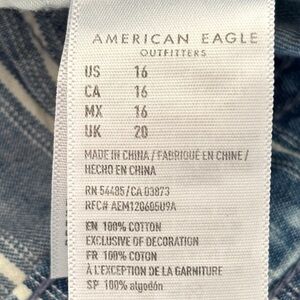 AMERICAN EAGLE
OUTFITTERS
US 16
CA 16
MX 16
UK 20
MADE IN CHINA / FABRIQUÉ EN CHINE /
HECHO EN CHINA
RN 54485/CA 03873
RFC# AEM120605U9A
EN 100% COTTON
EXCLUSIVE OF DECORATION
FR 100% COTON
À L'EXCEPTION DE LA GARNITURE
SP 100% algodón